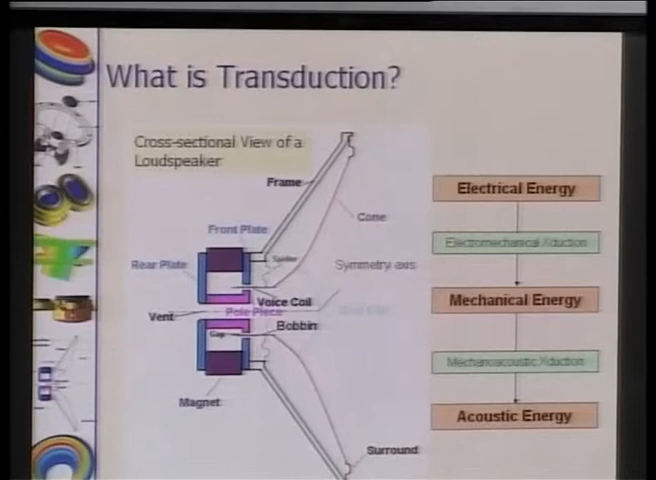 What is Transduction?
Cross-sectional View of a
Loudspeaker
Frame
Cone
Front Plate
Spider
Rear Plate
Symmetry axis
Voice Coil
Vent
Pole Piece
Gap
Bobbin
Magnet
Surround
Electrical Energy
Electromechanical Xduction
Mechanical Energy
Mechanoacoustic Xduction
Acoustic Energy